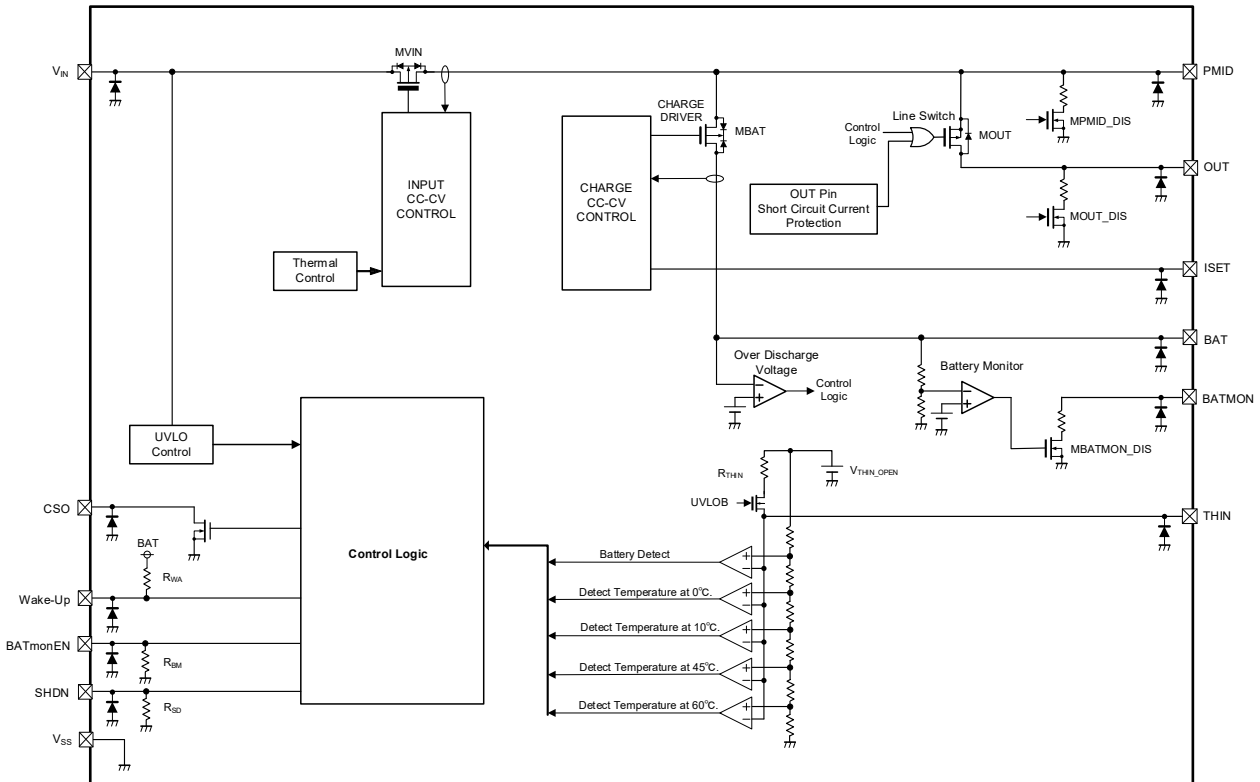 MVIN
VIN
PMID
CHARGE
DRIVER
MBAT
Line Switch
Control
Logic
MOUT
MPMID_DIS
INPUT
CC-CV
CONTROL
CHARGE
CC-CV
CONTROL
OUT
OUT Pin
Short Circuit Current
Protection
MOUT_DIS
Thermal
Control
ISET
BAT
Over Discharge
Voltage
Control
Logic
Battery Monitor
BATMON
MBATMON_DIS
UVLO
Control
RTHIN
VTHIN_OPEN
UVLOB
CSO
THIN
BAT
RWA
Control Logic
Battery Detect
Wake-Up
Detect Temperature at 0°C.
BATmonEN
RBM
Detect Temperature at 10°C.
Detect Temperature at 45°C.
SHDN
RSD
Detect Temperature at 60°C.
VSS